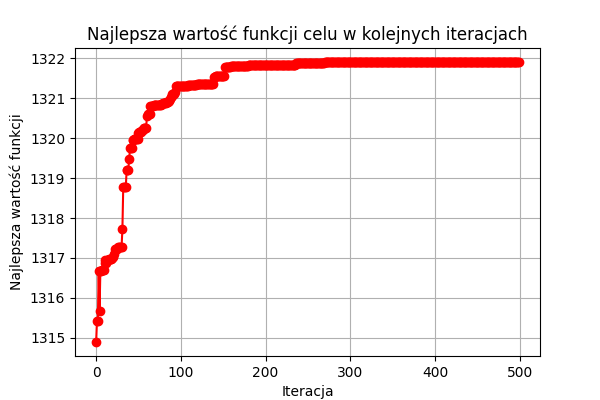 Najlepsza wartość funkcji celu w kolejnych iteracjach
Najlepsza wartość funkcji
1322
1321
1320
1319
1318
1317
1316
1315
0 100 200 300 400 500
Iteracja